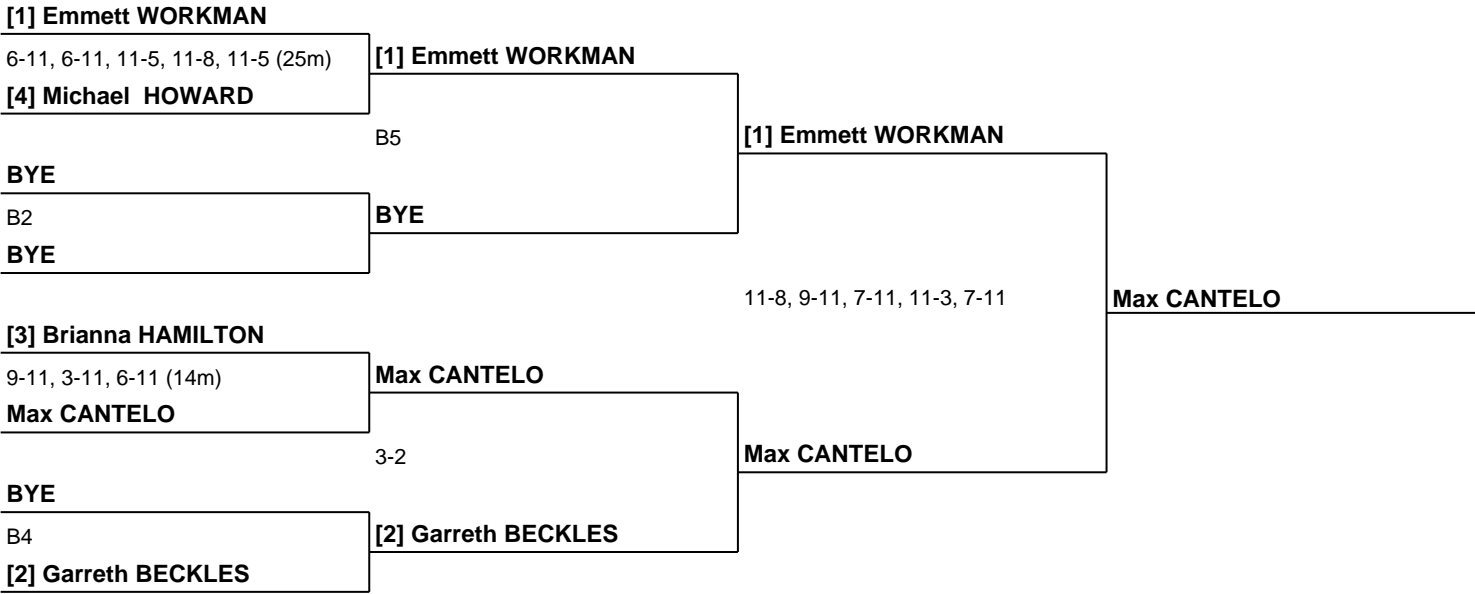 [1] Emmett WORKMAN
6-11, 6-11, 11-5, 11-8, 11-5 (25m)
[4] Michael  HOWARD
BYE
B2
BYE
[3] Brianna HAMILTON
9-11, 3-11, 6-11 (14m)
Max CANTELO
BYE
B4
[2] Garreth BECKLES
[1] Emmett WORKMAN
B5
BYE
Max CANTELO
3-2
[2] Garreth BECKLES
[1] Emmett WORKMAN
11-8, 9-11, 7-11, 11-3, 7-11
Max CANTELO
Max CANTELO